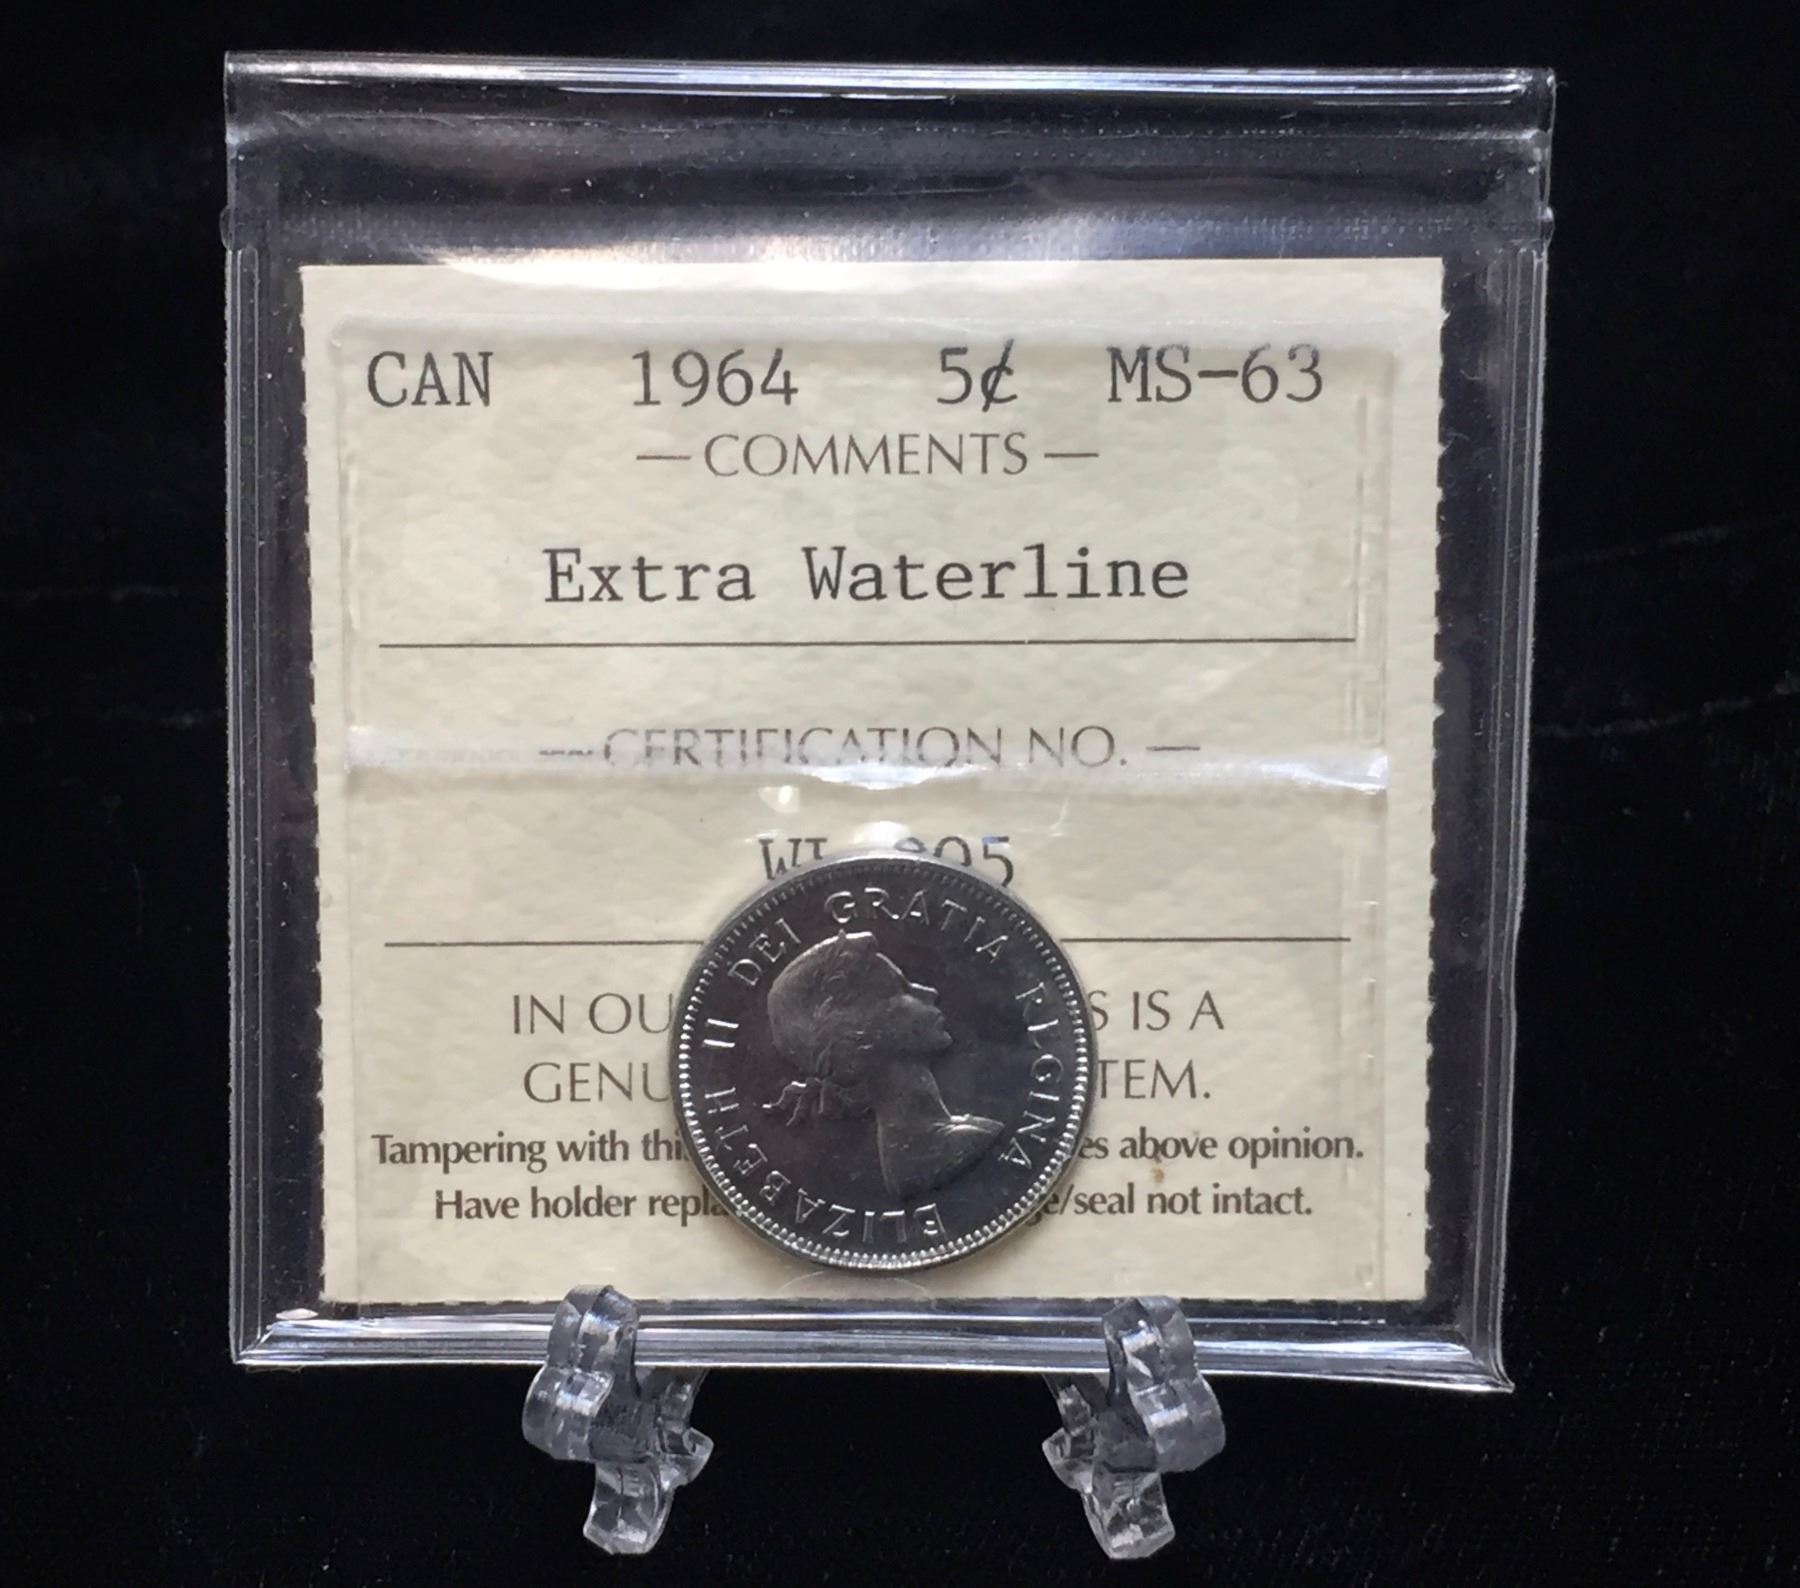 CAN 1964 5¢ MS-63
— COMMENTS —
Extra Waterline
— CERTIFICATION NO. —
IN OU S IS A
GENU TEM.
Tampering with thi es above opinion.
Have holder repla e/seal not intact.
ELIZABETH II DEI GRATIA REGINA